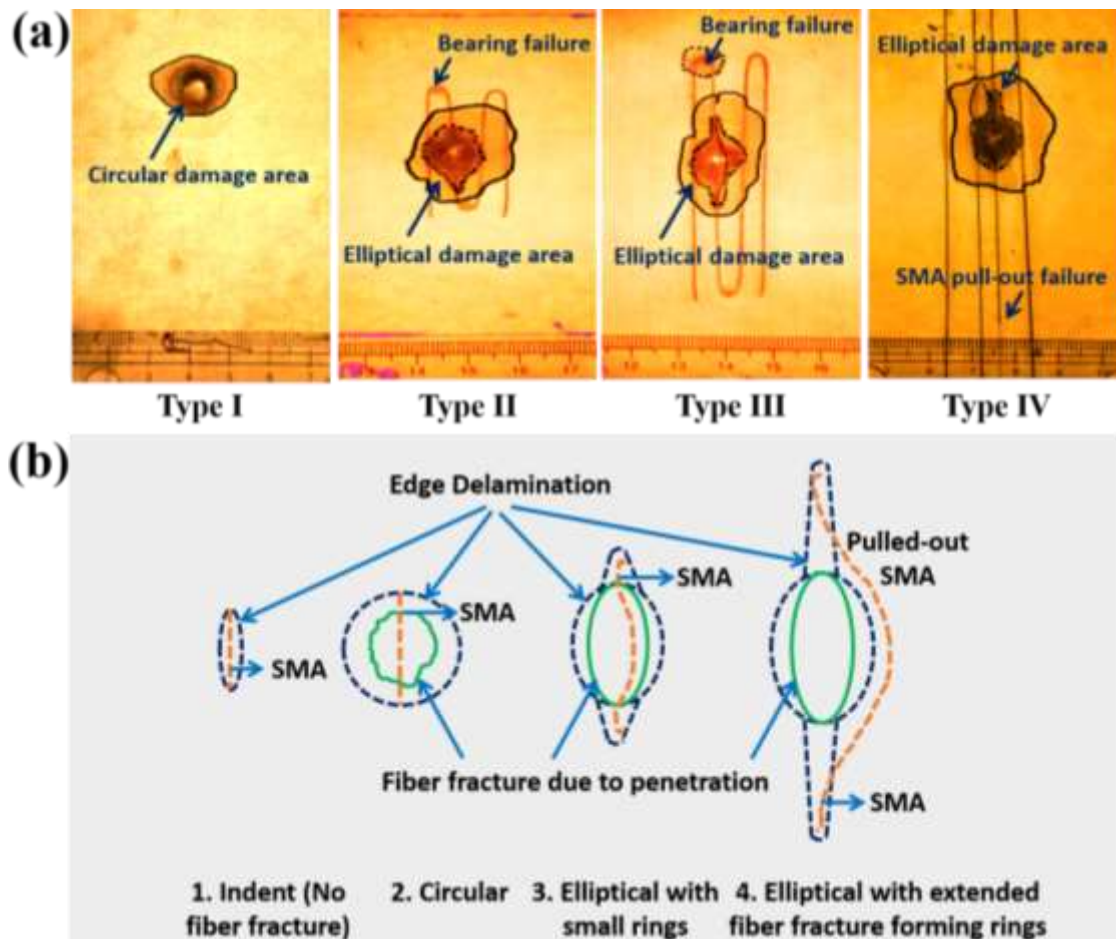 (a)
Bearing failure
Bearing failure
Elliptical damage area
Circular damage area
Elliptical damage area
Elliptical damage area
SMA pull-out failure
Type I
Type II
Type III
Type IV
(b)
Edge Delamination
Pulled-out
SMA
SMA
SMA
SMA
Fiber fracture due to penetration
SMA
1. Indent (No
fiber fracture)
2. Circular
3. Elliptical with
small rings
4. Elliptical with extended
fiber fracture forming rings